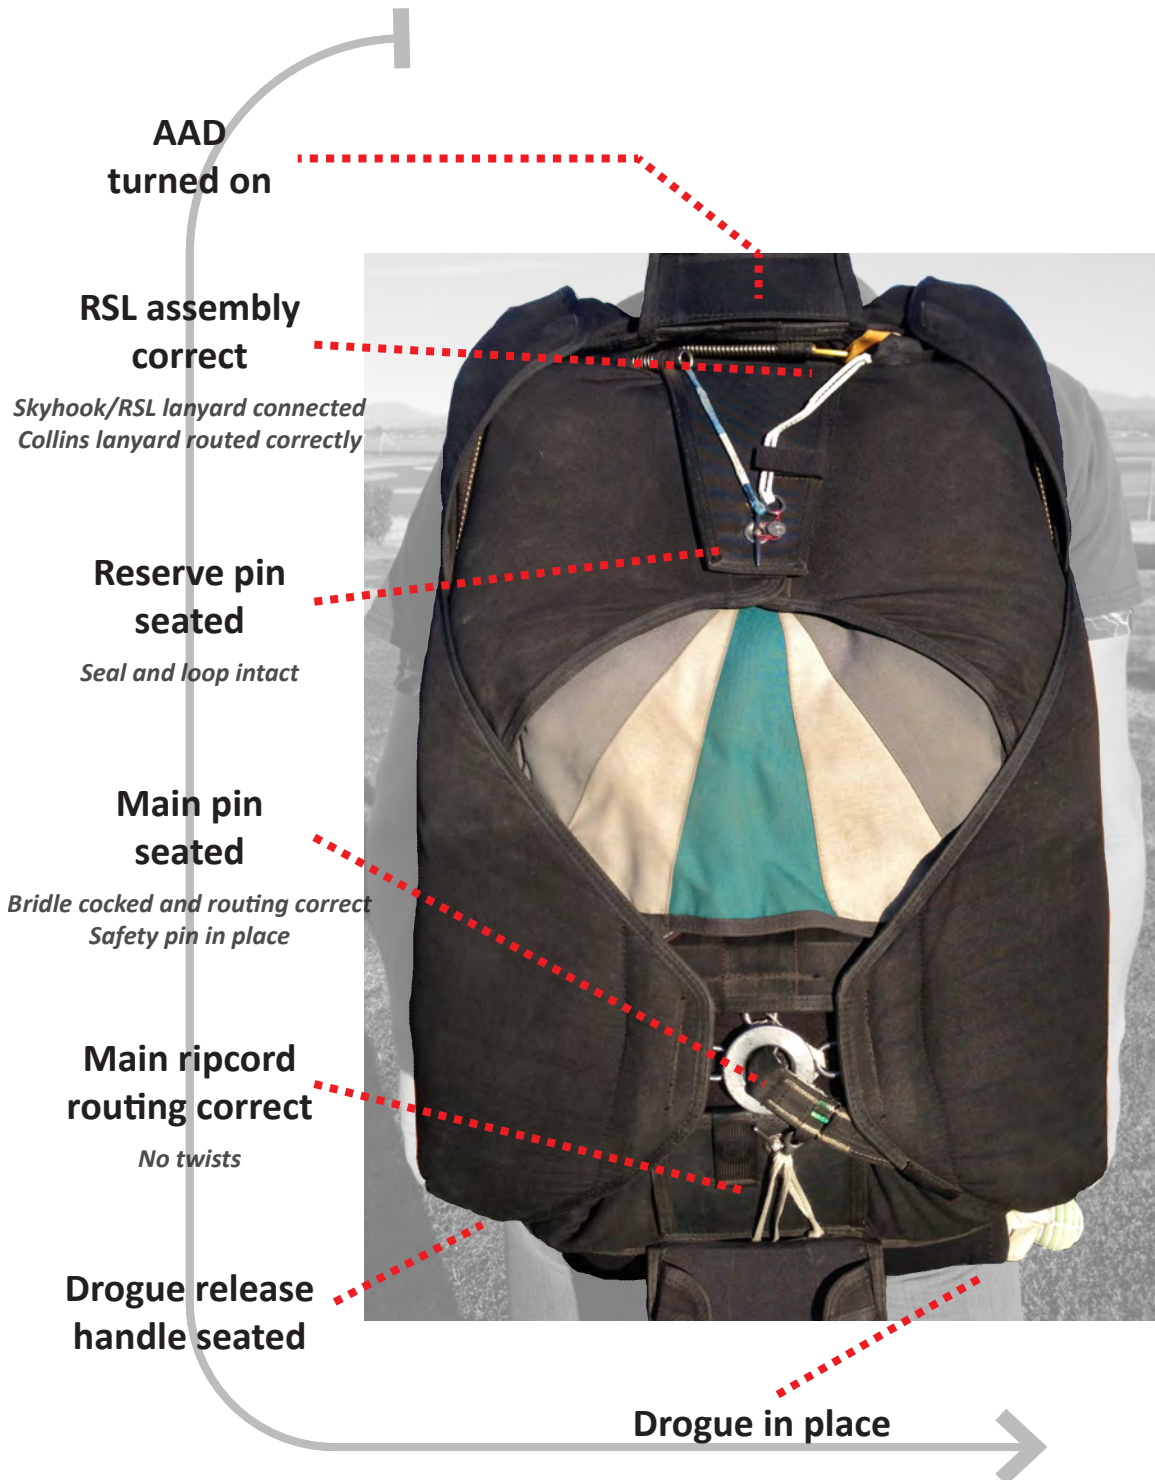 AAD
turned on
RSL assembly
correct
Skyhook/RSL lanyard connected
Collins lanyard routed correctly
Reserve pin
seated
Seal and loop intact
Main pin
seated
Bridle cocked and routing correct
Safety pin in place
Main ripcord
routing correct
No twists
Drogue release
handle seated
Drogue in place